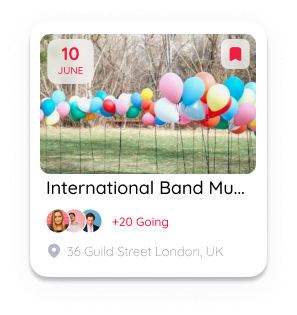 10
JUNE
International Band Mu...
+20 Going
36 Guild Street London, UK